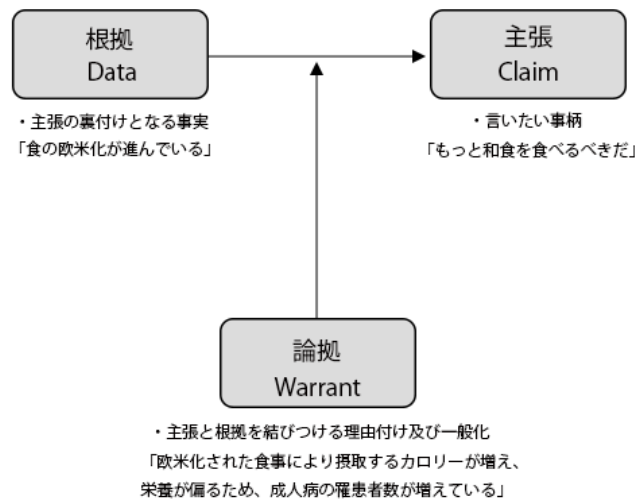 根拠
Data
・主張の裏付けとなる事実
「食の欧米化が進んでいる」
主張
Claim
・言いたい事柄
「もっと和食を食べるべきだ」
論拠
Warrant
・主張と根拠を結びつける理由付け及び一般化
「欧米化された食事により摂取するカロリーが増え、
栄養が偏るため、成人病の罹患者数が増えている」